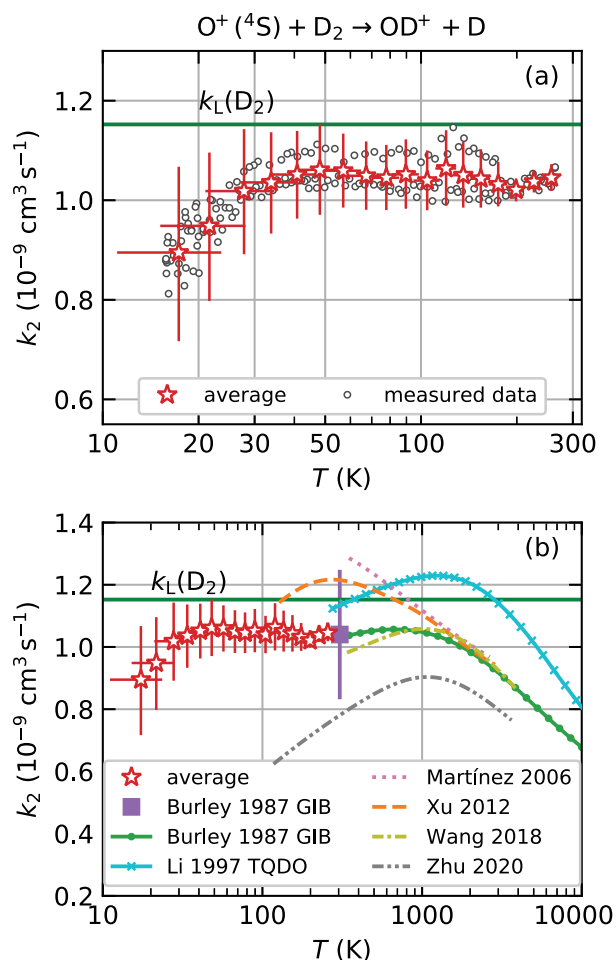 O⁺(⁴S) + D₂ → OD⁺ + D
(a)
k_L(D₂)
k₂ (10⁻⁹ cm³ s⁻¹)
1.2
1.0
0.8
0.6
average
measured data
10 20 30 50 100 300
T (K)
(b)
k_L(D₂)
k₂ (10⁻⁹ cm³ s⁻¹)
1.4
1.2
1.0
0.8
0.6
0.4
0.2
average
Burley 1987 GIB
Burley 1987 GIB
Li 1997 TQDO
Martínez 2006
Xu 2012
Wang 2018
Zhu 2020
10 100 1000 10000
T (K)